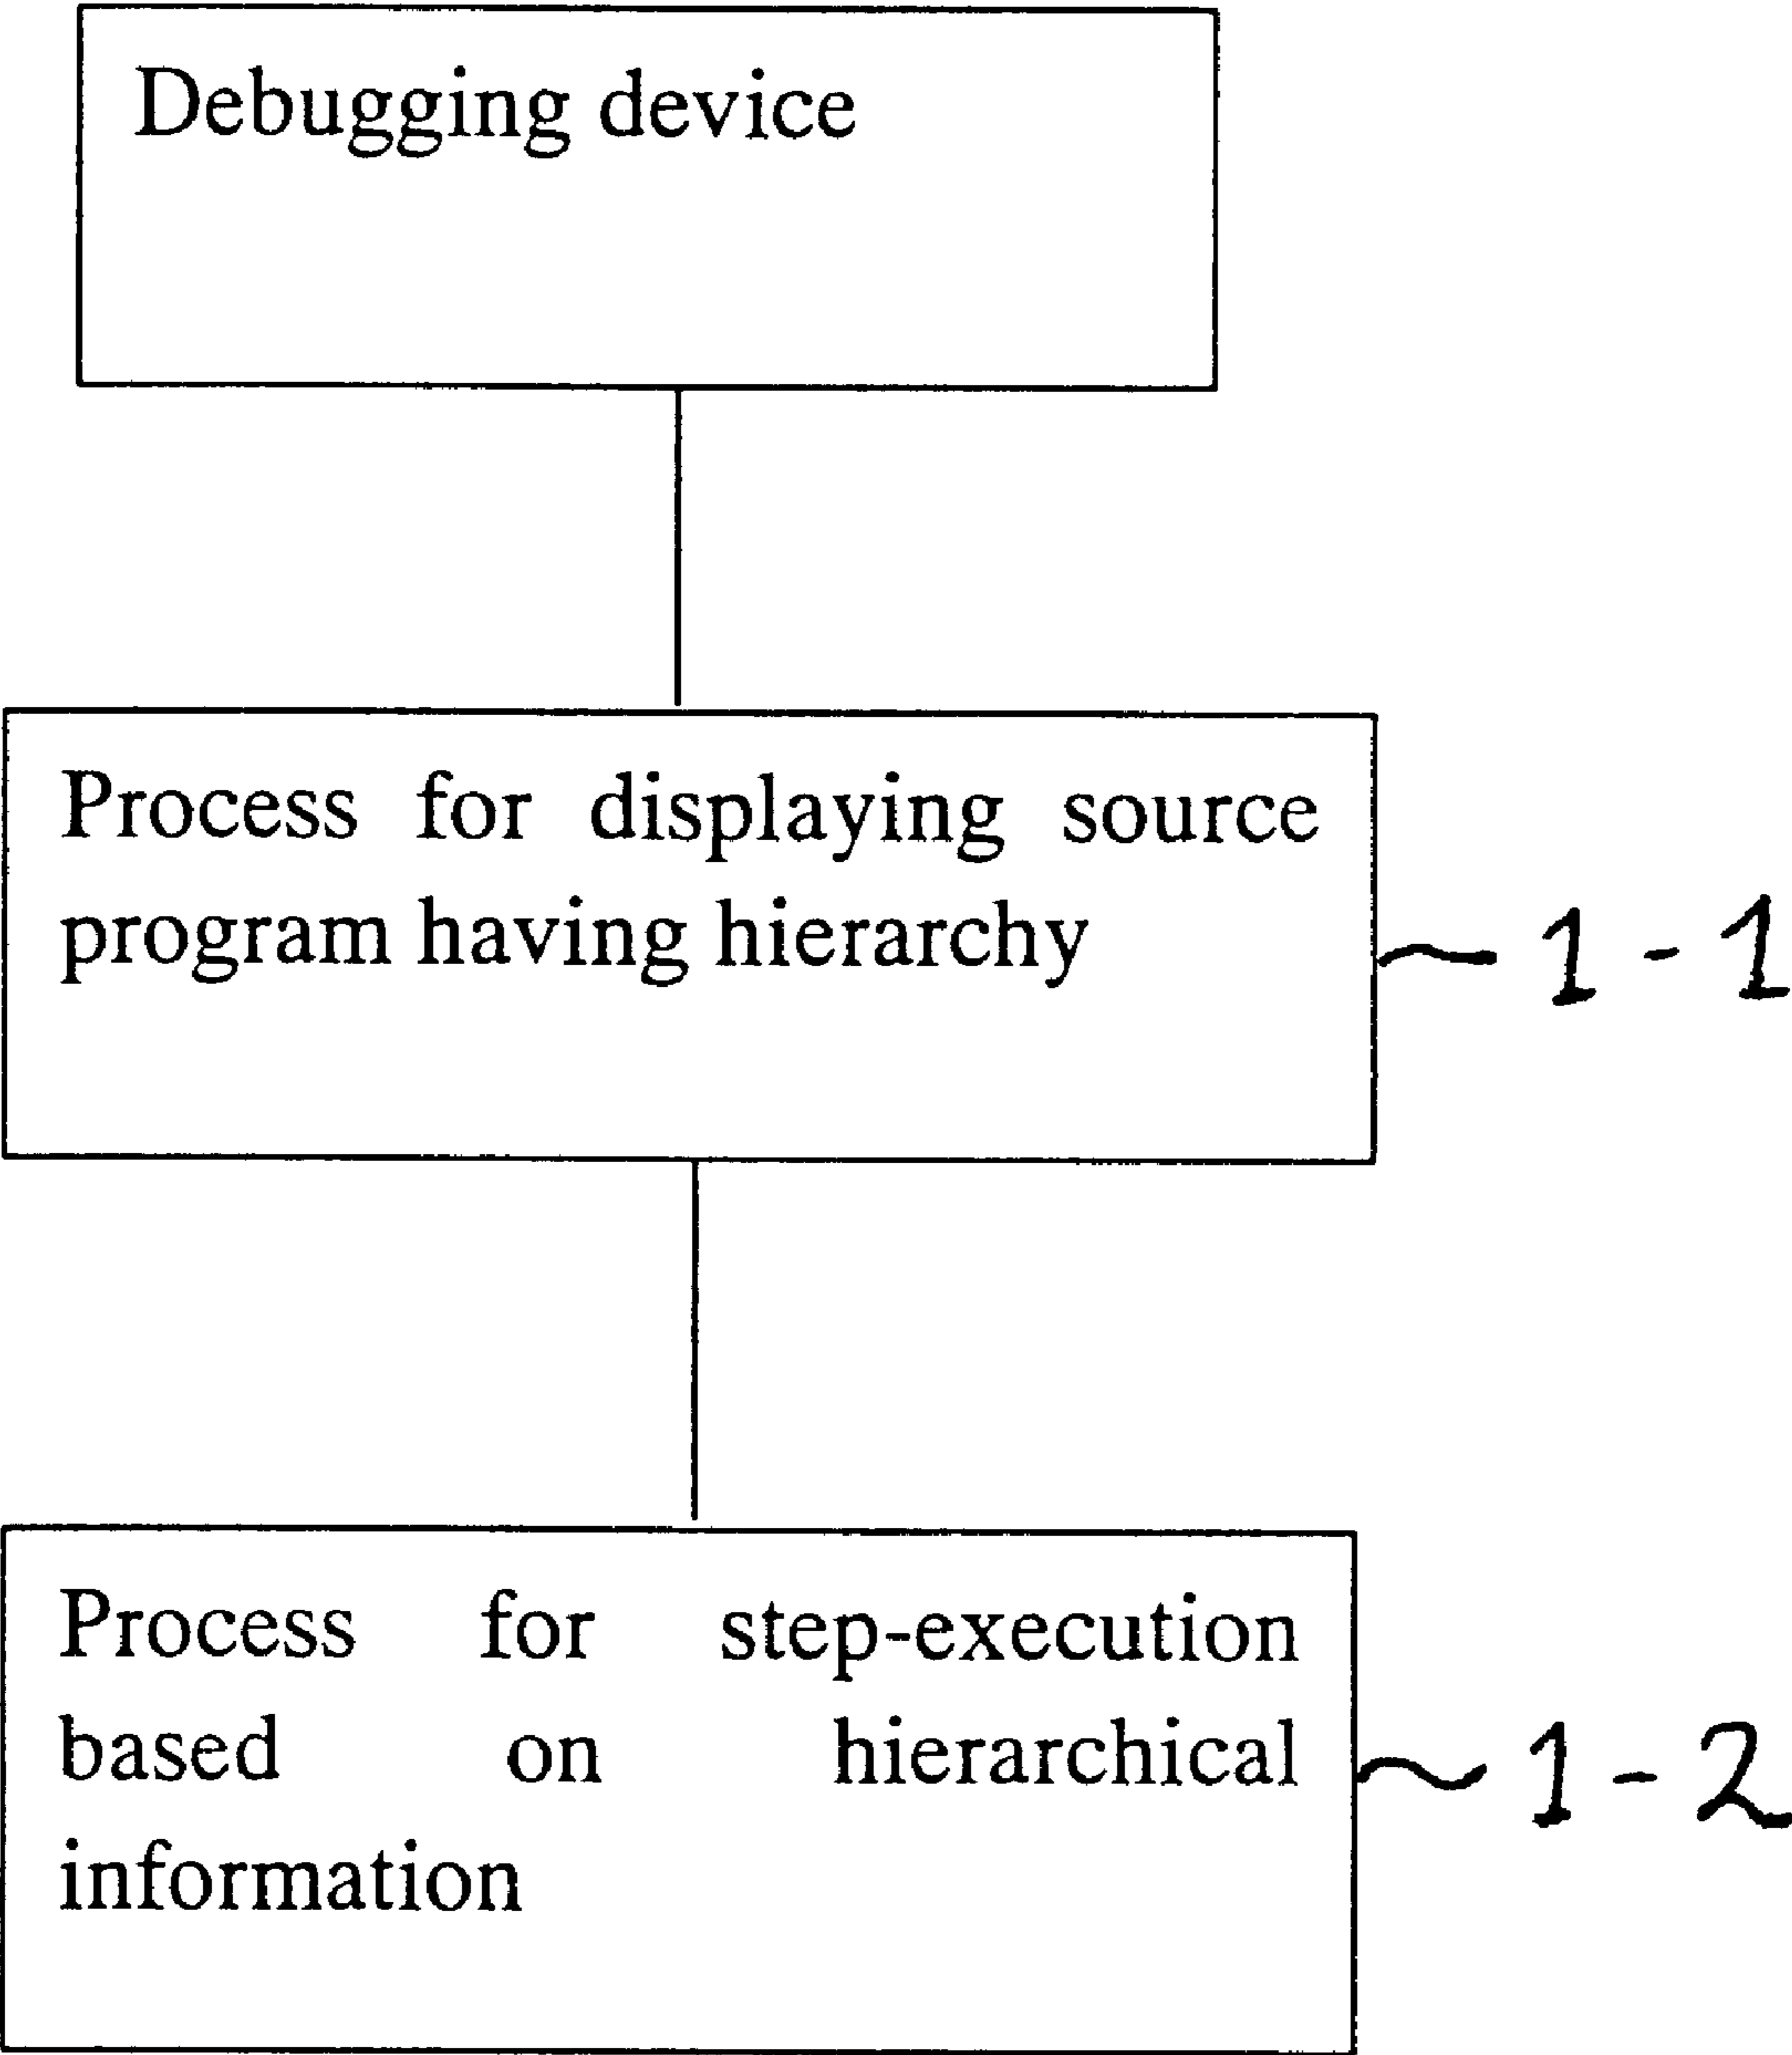 Debugging device
Process for displaying source
program having hierarchy
1-1
Process for step-execution
based on hierarchical
information
1-2